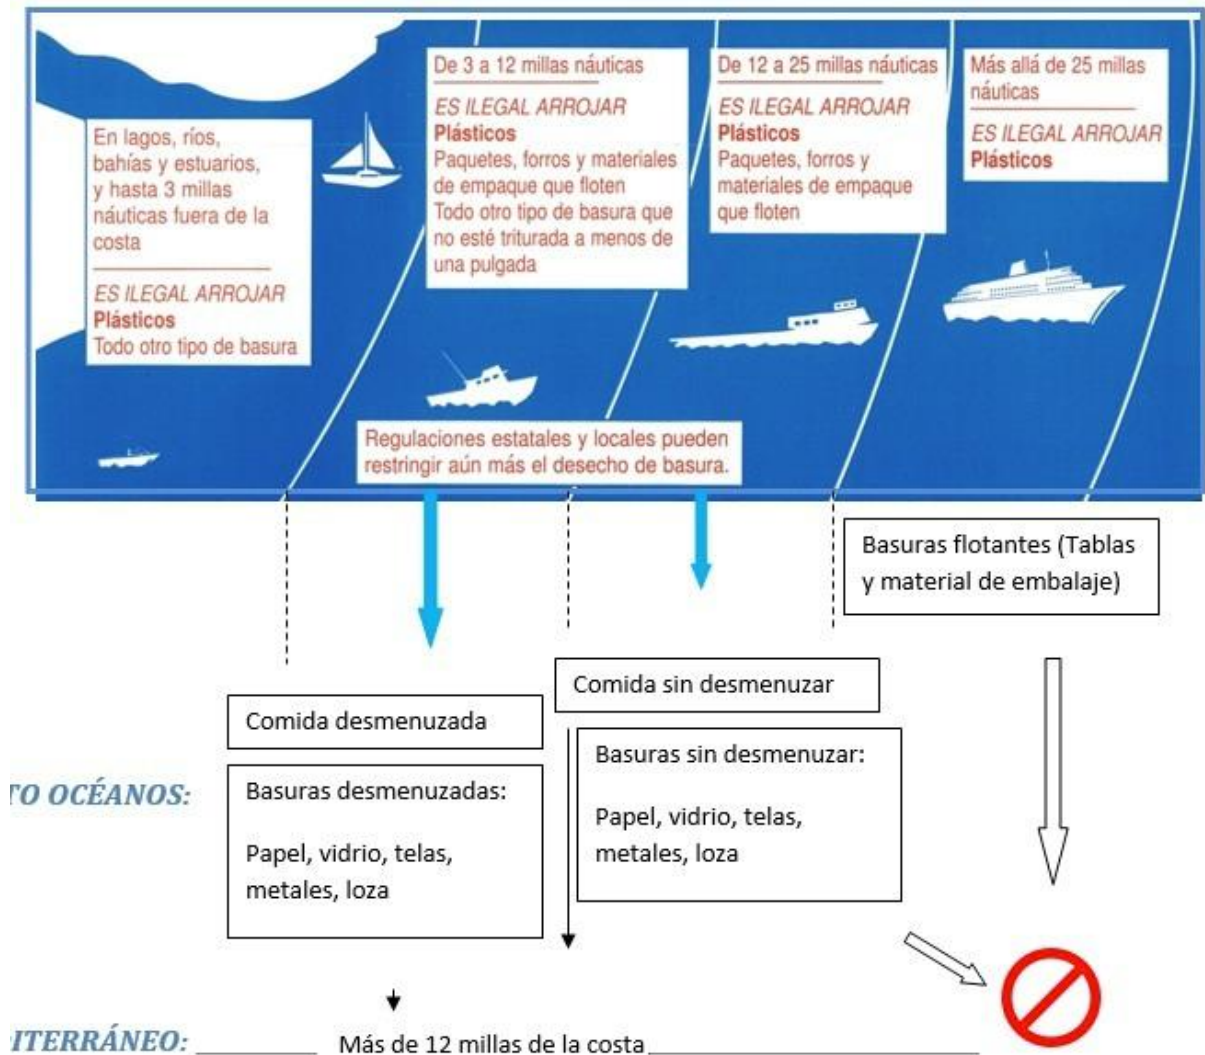 En lagos, ríos,
bahías y estuarios,
y hasta 3 millas
náuticas fuera de la
costa
ES ILEGAL ARROJAR
Plásticos
Todo otro tipo de basura
De 3 a 12 millas náuticas
ES ILEGAL ARROJAR
Plásticos
Paquetes, forros y materiales
de empaque que floten
Todo otro tipo de basura que
no esté triturada a menos de
una pulgada
De 12 a 25 millas náuticas
ES ILEGAL ARROJAR
Plásticos
Paquetes, forros y
materiales de empaque
que floten
Más allá de 25 millas
náuticas
ES ILEGAL ARROJAR
Plásticos
Regulaciones estatales y locales pueden
restringir aún más el desecho de basura.
Basuras flotantes (Tablas
y material de embalaje)
Comida sin desmenuzar
Comida desmenuzada
Basuras sin desmenuzar:
Papel, vidrio, telas,
metales, loza
TO OCÉANOS:
Basuras desmenuzadas:
Papel, vidrio, telas,
metales, loza
ITERRÁNEO: Más de 12 millas de la costa